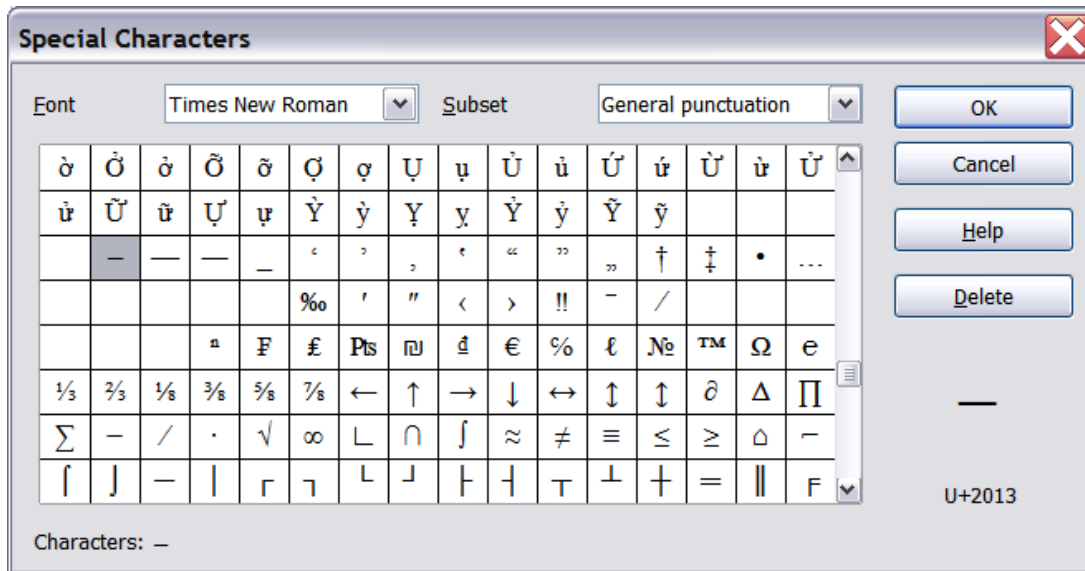 Special Characters
Font Times New Roman Subset General punctuation OK
ờ Ở ở Ỡ ỡ Ợ ợ Ụ ụ Ủ ủ Ứ ứ Ừ ừ Ử Cancel
ử Ữ ữ Ự ự Ỳ ỳ Ỵ ỵ Ỷ ỷ Ỹ ỹ
Help
– — ― ‗ ‘ ’ ‚ ‛ “ ” „ † ‡ • …
‰ ′ ″ ‹ › ‼ ‾ ⁄ Delete
ⁿ ₣ ₤ ₧ ₪ ₫ € ℅ ℓ № ™ Ω ℮
⅓ ⅔ ⅛ ⅜ ⅝ ⅞ ← ↑ → ↓ ↔ ↕ ↨ ∂ ∆ ∏
∑ − ∕ ∙ √ ∞ ∟ ∩ ∫ ≈ ≠ ≡ ≤ ≥ ⌂ ⌐
⌠ ⌡ ─ │ ┌ ┐ └ ┘ ├ ┤ ┬ ┴ ┼ ═ ║ ╒
–
U+2013
Characters: –